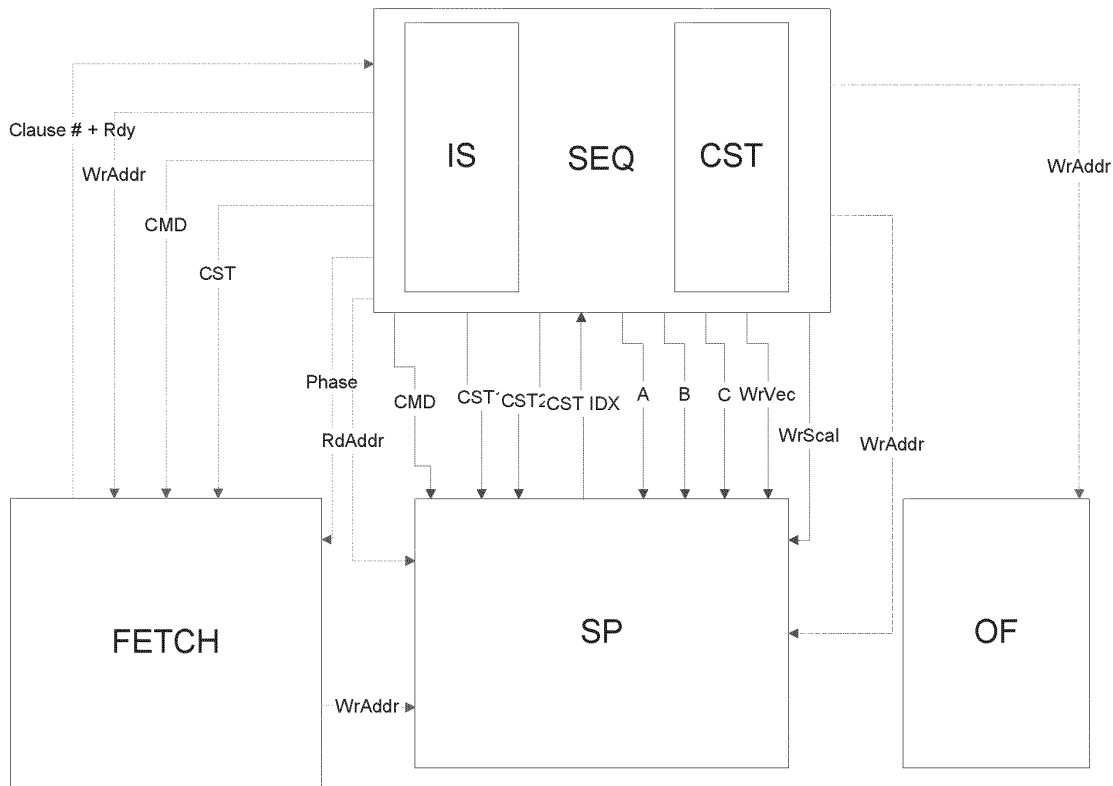 Clause # + Rdy
WrAddr
CMD
CST
IS
SEQ
CST
WrAddr
Phase
RdAddr
CMD
CST1
CST2
CST IDX
A
B
C
WrVec
WrScal
WrAddr
FETCH
WrAddr
SP
OF